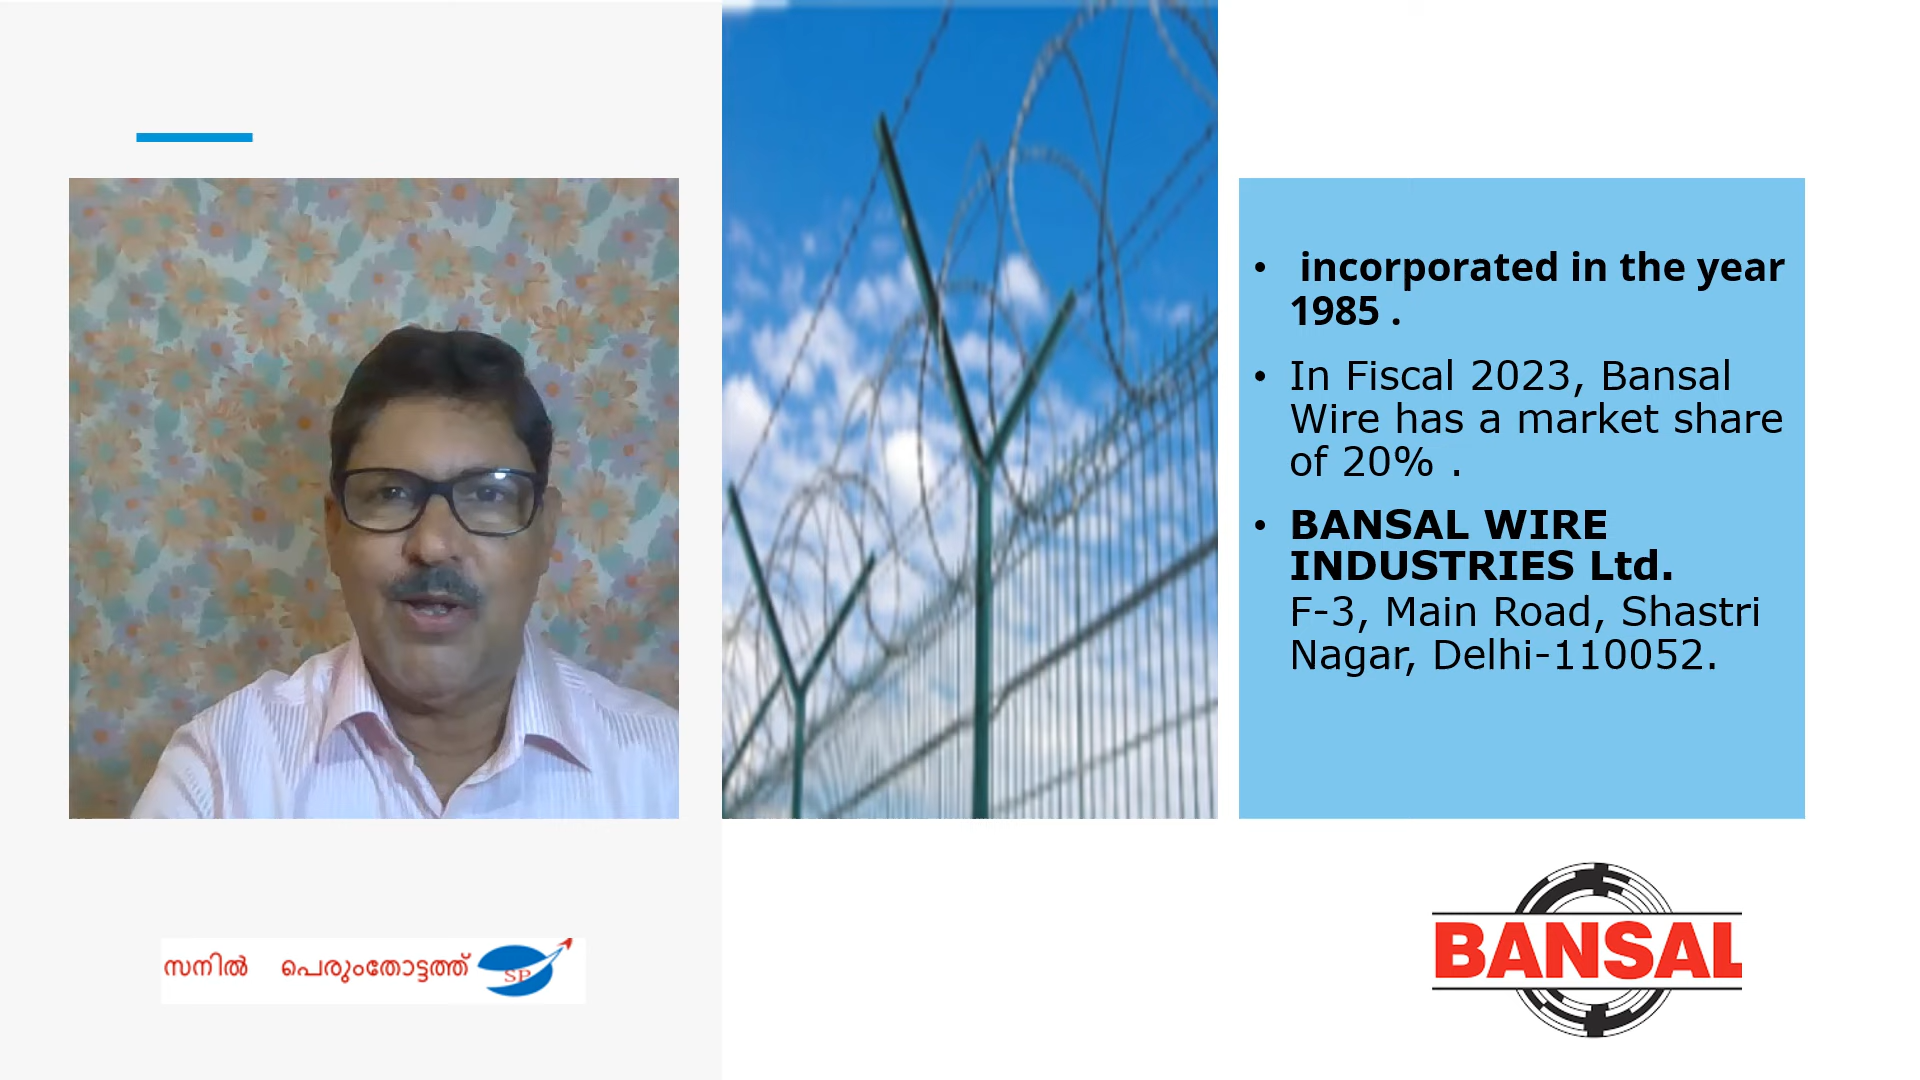 • incorporated in the year
1985 .
• In Fiscal 2023, Bansal
Wire has a market share
of 20% .
• BANSAL WIRE
INDUSTRIES Ltd.
F-3, Main Road, Shastri
Nagar, Delhi-110052.
സനിൽ പെരുംതോട്ടത്ത് SP
BANSAL